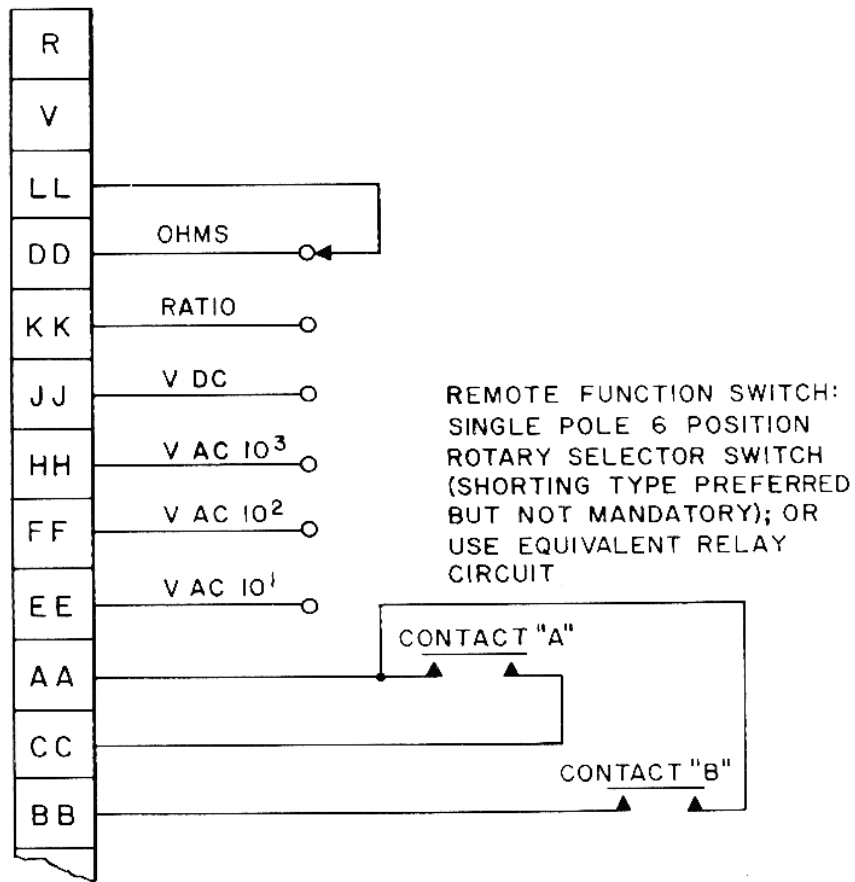 R
V
LL
DD OHMS
KK RATIO
JJ V DC
HH V AC 10³
FF V AC 10²
EE V AC 10¹
REMOTE FUNCTION SWITCH:
SINGLE POLE 6 POSITION
ROTARY SELECTOR SWITCH
(SHORTING TYPE PREFERRED
BUT NOT MANDATORY); OR
USE EQUIVALENT RELAY
CIRCUIT
CONTACT "A"
AA
CC
CONTACT "B"
BB